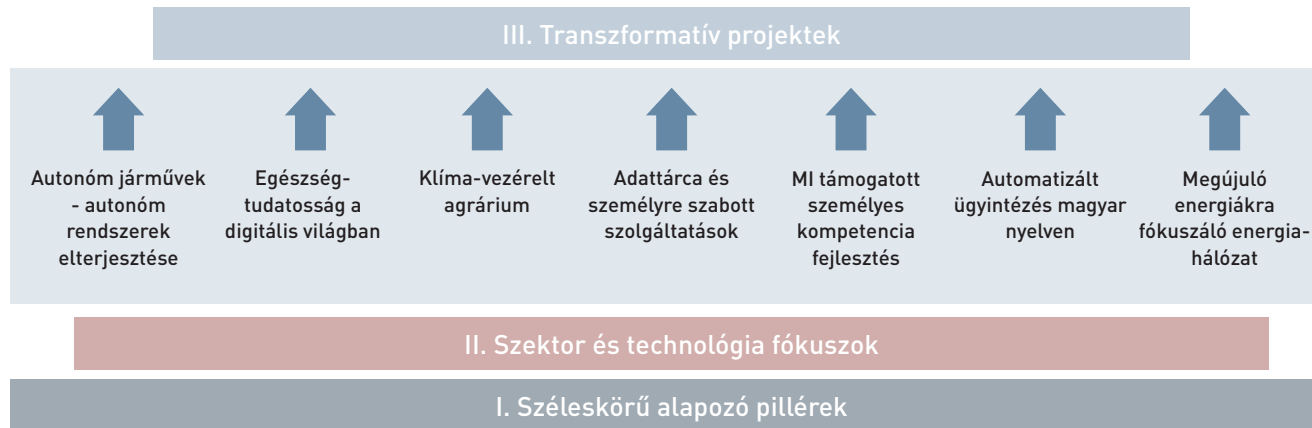 III. Transzformatív projektek
Autonóm járművek
- autonóm
rendszerek
elterjesztése
Egészség-
tudatosság a
digitális világban
Klíma-vezérelt
agrárium
Adattárca és
személyre szabott
szolgáltatások
MI támogatott
személyes
kompetencia
fejlesztés
Automatizált
ügyintézés magyar
nyelven
Megújuló
energiákra
fókuszáló energia-
hálózat
II. Szektor és technológia fókuszok
I. Széleskörű alapozó pillérek